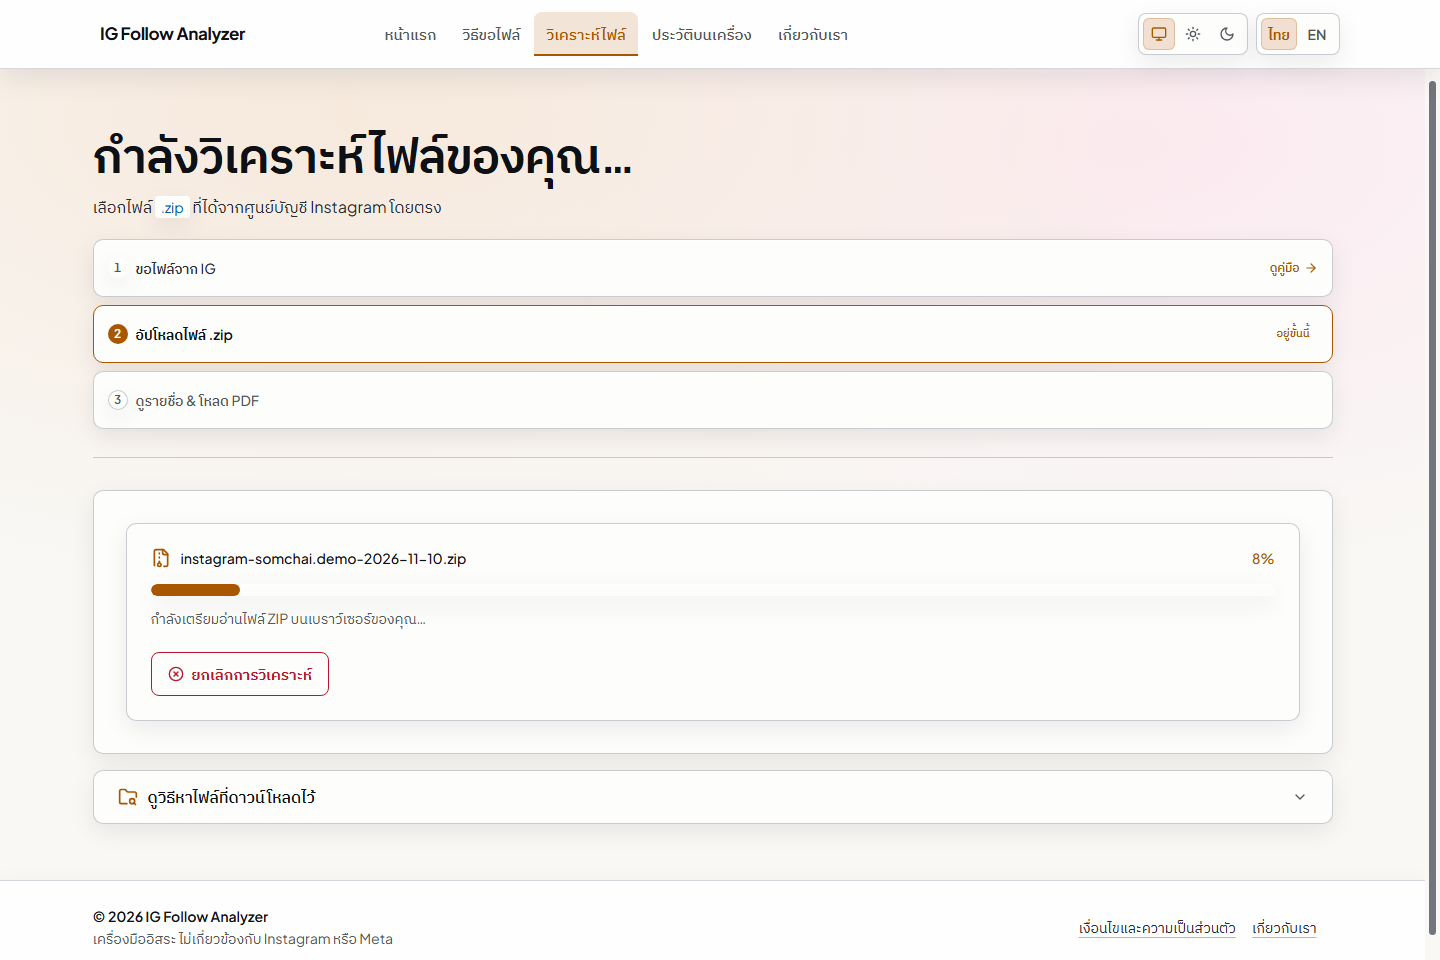 IG Follow Analyzer
หน้าแรก
วิธีขอไฟล์
วิเคราะห์ไฟล์
ประวัติบนเครื่อง
เกี่ยวกับเรา
ไทย
EN
กำลังวิเคราะห์ไฟล์ของคุณ...
เลือกไฟล์ .zip ที่ได้จากศูนย์บัญชี Instagram โดยตรง
1 ขอไฟล์จาก IG
ดูคู่มือ →
2 อัปโหลดไฟล์ .zip
อยู่ขั้นนี้
3 ดูรายชื่อ & โหลด PDF
instagram-somchai.demo-2026-11-10.zip
8%
กำลังเตรียมอ่านไฟล์ ZIP บนเบราว์เซอร์ของคุณ...
ยกเลิกการวิเคราะห์
ดูวิธีหาไฟล์ที่ดาวน์โหลดไว้
© 2026 IG Follow Analyzer
เครื่องมืออิสระ ไม่เกี่ยวข้องกับ Instagram หรือ Meta
เงื่อนไขและความเป็นส่วนตัว
เกี่ยวกับเรา